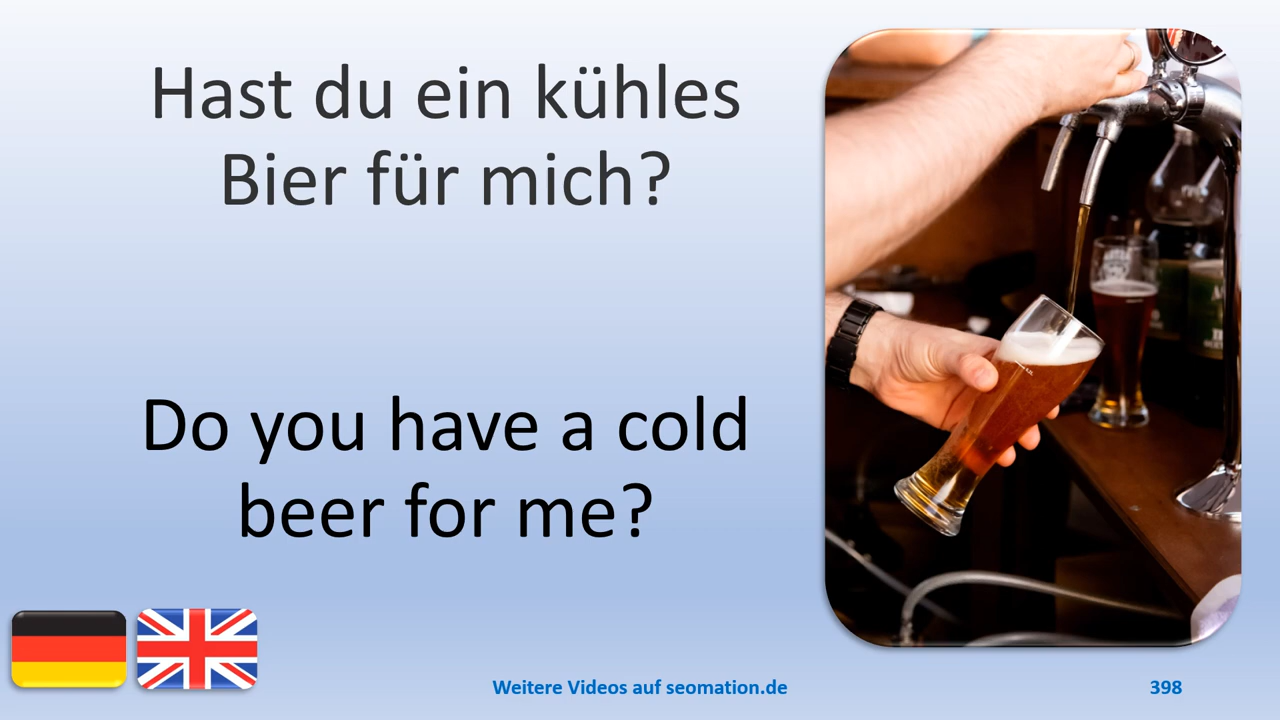 Hast du ein kühles
Bier für mich?
Do you have a cold
beer for me?
Weitere Videos auf seomation.de
398